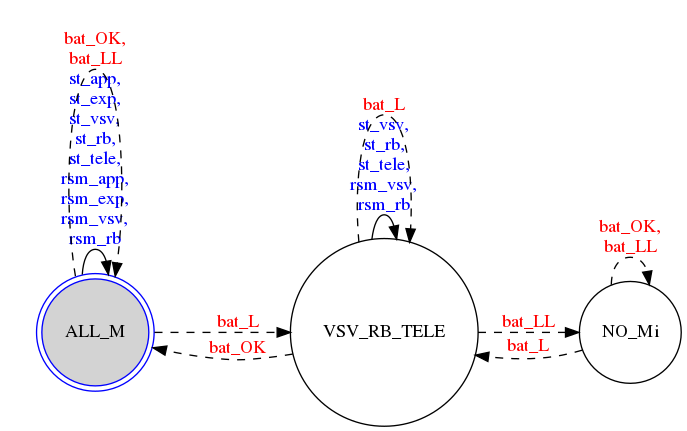 bat_OK,
bat_LL
st_app,
st_exp,
st_vsv,
st_rb,
st_tele,
rsm_app,
rsm_exp,
rsm_vsv,
rsm_rb
ALL_M
bat_L
bat_OK
bat_L
st_vsv,
st_rb,
st_tele,
rsm_vsv,
rsm_rb
VSV_RB_TELE
bat_LL
bat_L
bat_OK,
bat_LL
NO_Mi